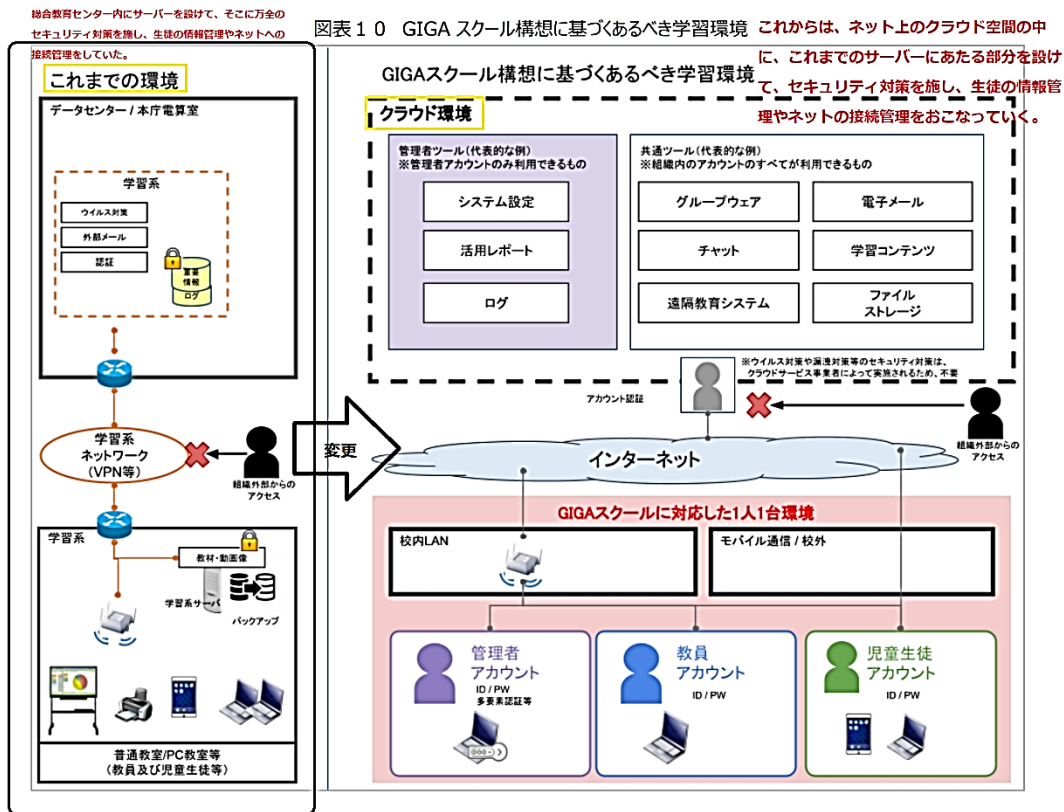 総合教育センター内にサーバーを設けて、そこに万全の
セキュリティ対策を施し、生徒の情報管理やネットへの
接続管理をしていた。
図表１０ GIGA スクール構想に基づくあるべき学習環境
これからは、ネット上のクラウド空間の中
に、これまでのサーバーにあたる部分を設け
て、セキュリティ対策を施し、生徒の情報管
理やネットの接続管理をおこなっていく。
これまでの環境
データセンター / 本庁電算室
学習系
ウイルス対策
外部メール
認証
重要
情報
ログ
学習系
ネットワーク
(VPN等)
組織外部からの
アクセス
学習系
教材・動画像
学習系サーバ
バックアップ
普通教室/PC教室等
(教員及び児童生徒等)
変更
GIGAスクール構想に基づくあるべき学習環境
クラウド環境
管理者ツール(代表的な例)
※管理者アカウントのみ利用できるもの
システム設定
活用レポート
ログ
共通ツール(代表的な例)
※組織内のアカウントのすべてが利用できるもの
グループウェア
電子メール
チャット
学習コンテンツ
遠隔教育システム
ファイル
ストレージ
※ウイルス対策や漏洩対策等のセキュリティ対策は、
クラウドサービス事業者によって実施されるため、不要
アカウント認証
組織外部からの
アクセス
インターネット
GIGAスクールに対応した1人1台環境
校内LAN
モバイル通信 / 校外
管理者
アカウント
ID / PW
多要素認証等
教員
アカウント
ID / PW
児童生徒
アカウント
ID / PW